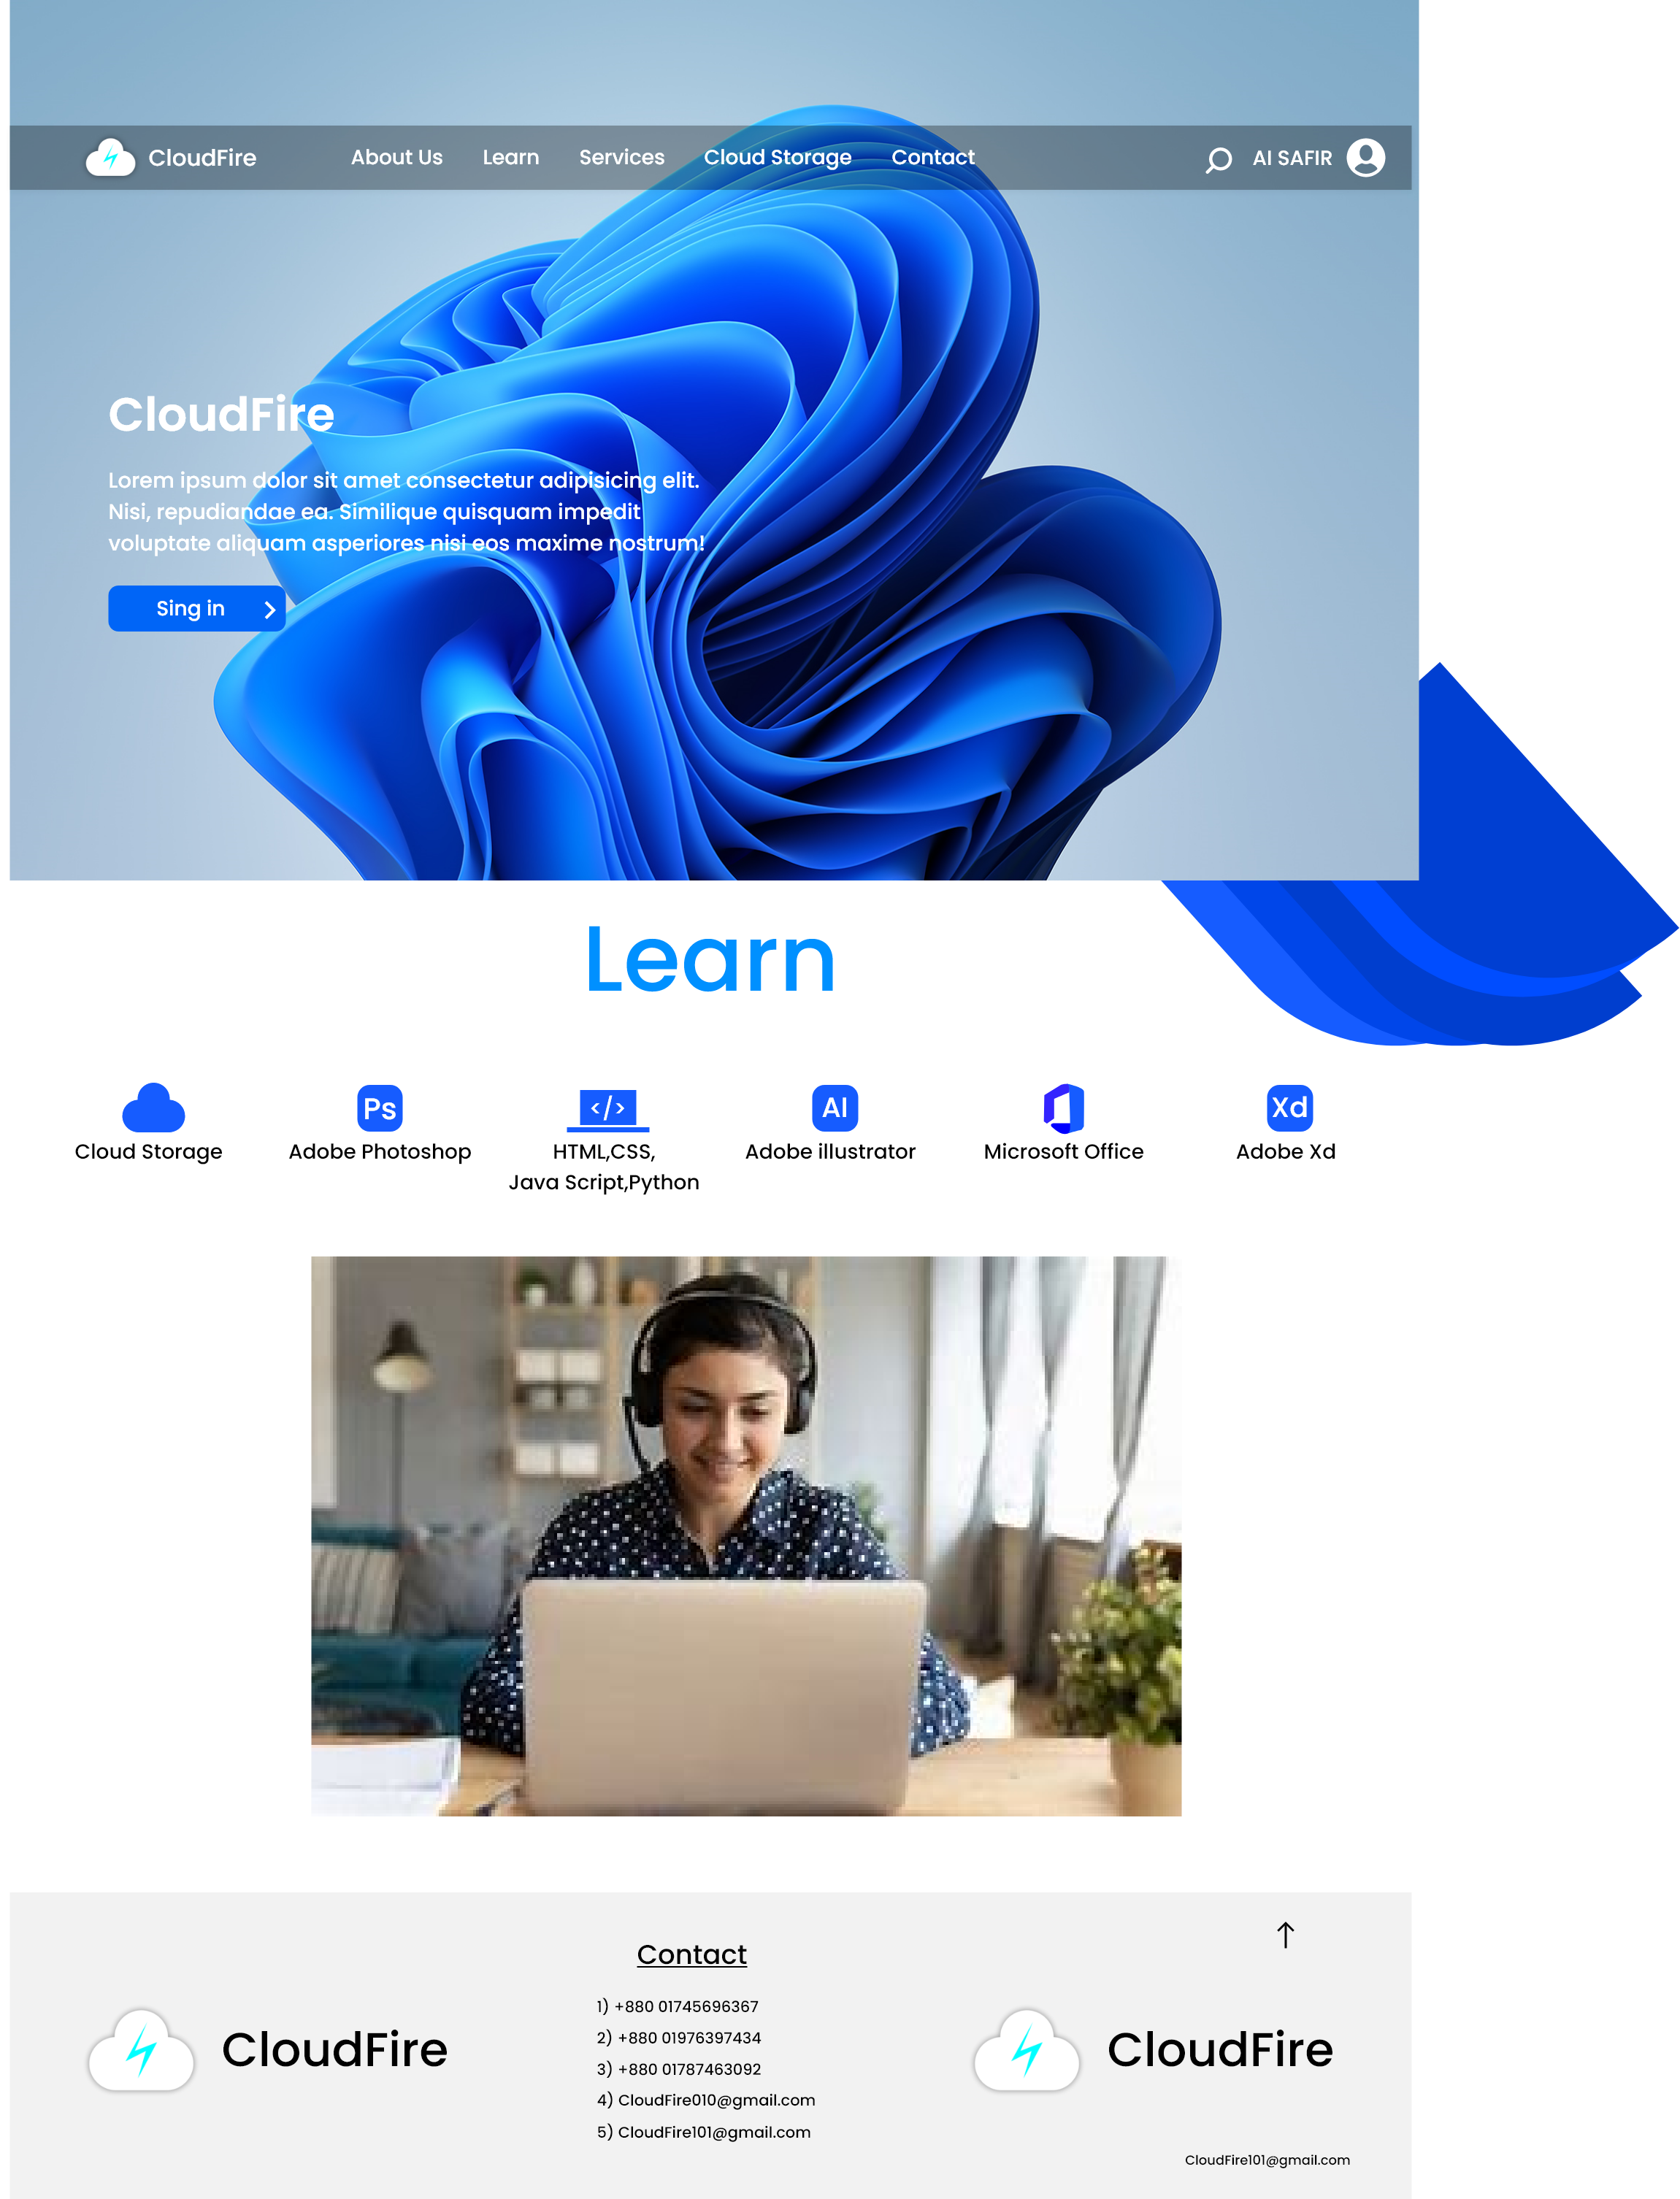 CloudFire
About Us
Learn
Services
Cloud Storage
Contact
AI SAFIR
CloudFire
Lorem ipsum dolor sit amet consectetur adipisicing elit.
Nisi, repudiandae ea. Similique quisquam impedit
voluptate aliquam asperiores nisi eos maxime nostrum!
Sing in
Learn
Ps
</>
AI
Xd
Cloud Storage
Adobe Photoshop
HTML,CSS,
Java Script,Python
Adobe illustrator
Microsoft Office
Adobe Xd
Contact
1) +880 01745696367
2) +880 01976397434
3) +880 01787463092
4) CloudFire010@gmail.com
5) CloudFire101@gmail.com
CloudFire
CloudFire
CloudFire101@gmail.com